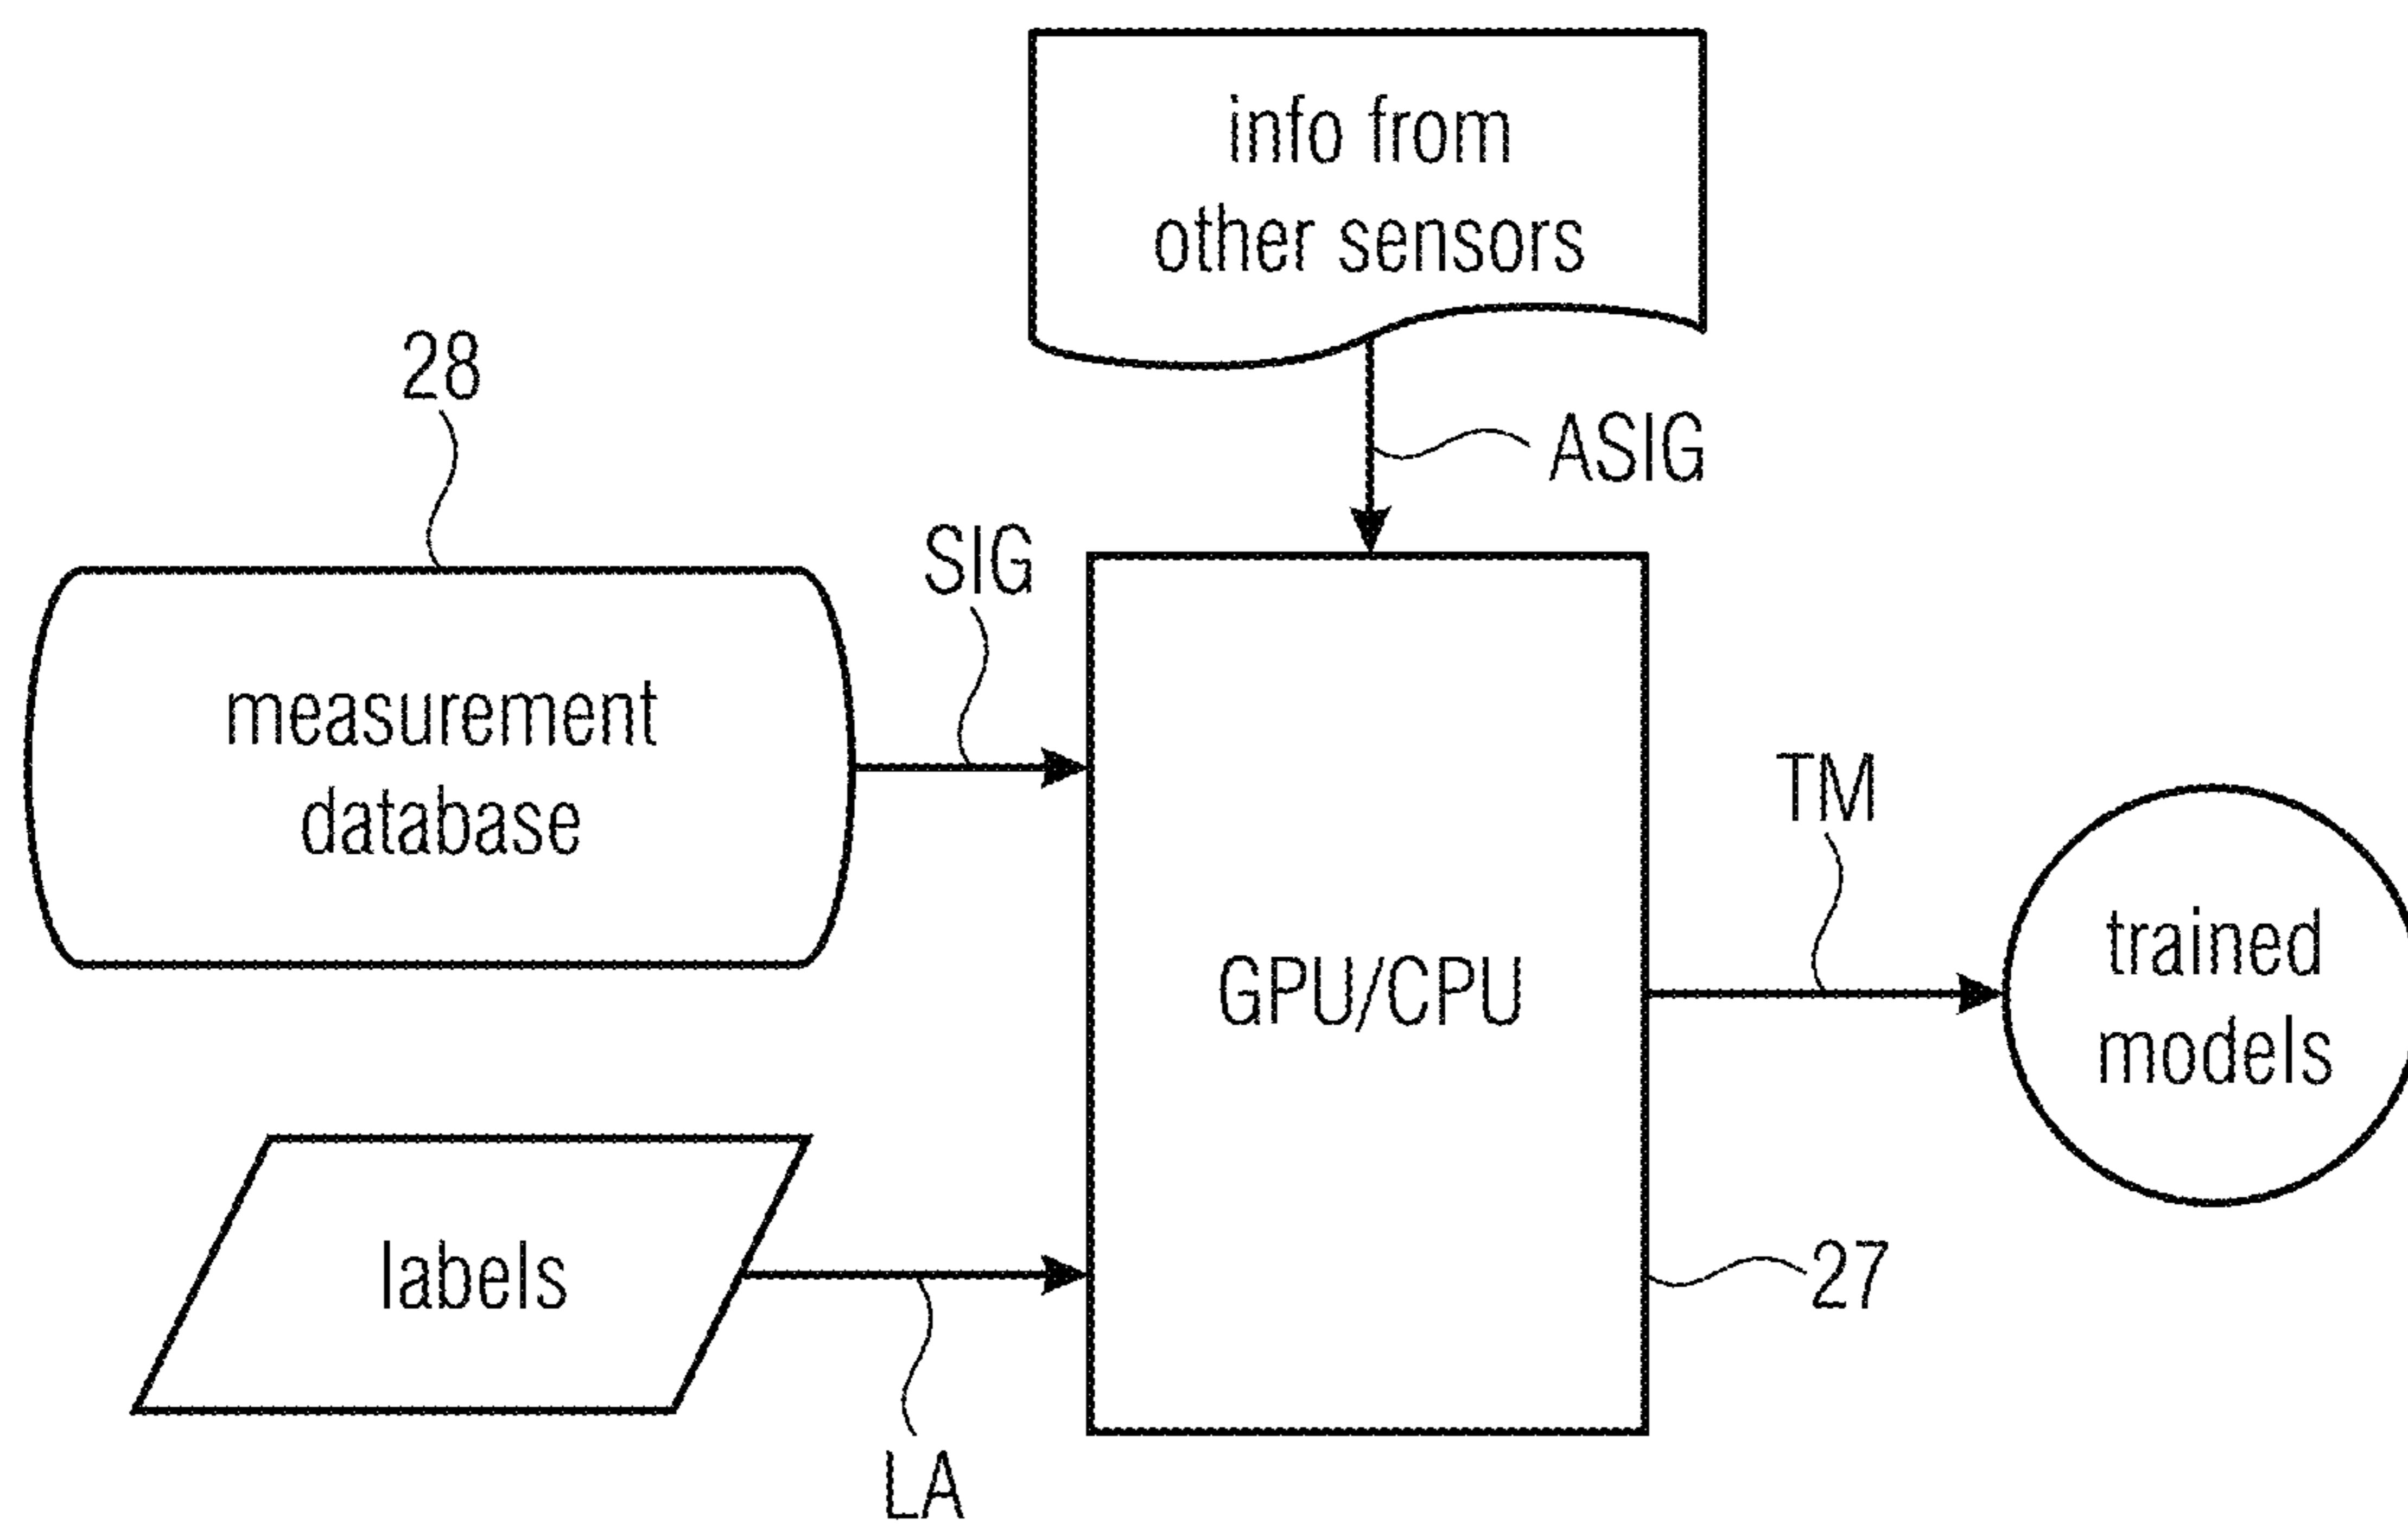 info from
other sensors
28
ASIG
SIG
measurement
database
TM
GPU/CPU
trained
models
labels
27
LA